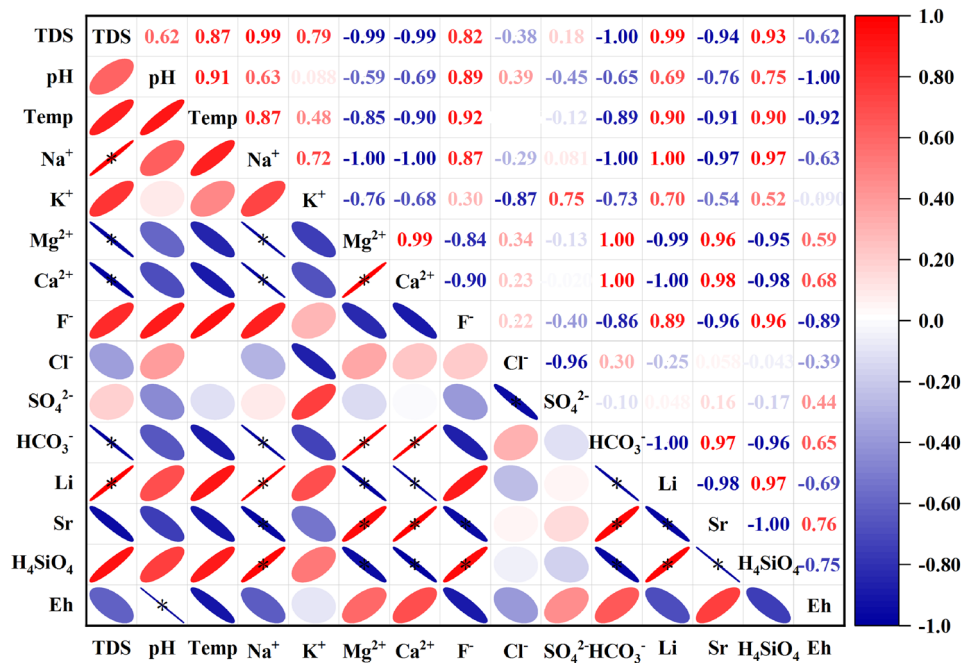 TDS TDS 0.62 0.87 0.99 0.79 -0.99 -0.99 0.82 -0.38 0.18 -1.00 0.99 -0.94 0.93 -0.62
pH pH 0.91 0.63 0.088 -0.59 -0.69 0.89 0.39 -0.45 -0.65 0.69 -0.76 0.75 -1.00
Temp Temp 0.87 0.48 -0.85 -0.90 0.92 -0.12 -0.89 0.90 -0.91 0.90 -0.92
Na⁺ * Na⁺ 0.72 -1.00 -1.00 0.87 -0.29 0.081 -1.00 1.00 -0.97 0.97 -0.63
K⁺ K⁺ -0.76 -0.68 0.30 -0.87 0.75 -0.73 0.70 -0.54 0.52 -0.090
Mg²⁺ * * Mg²⁺ 0.99 -0.84 0.34 -0.13 1.00 -0.99 0.96 -0.95 0.59
Ca²⁺ * * * Ca²⁺ -0.90 0.23 1.00 -1.00 0.98 -0.98 0.68
F⁻ F⁻ 0.22 -0.40 -0.86 0.89 -0.96 0.96 -0.89
Cl⁻ Cl⁻ -0.96 0.30 -0.25 0.058 -0.043 -0.39
SO₄²⁻ * SO₄²⁻ -0.10 0.048 0.16 -0.17 0.44
HCO₃⁻ * * * * HCO₃⁻ -1.00 0.97 -0.96 0.65
Li * * * * * Li -0.98 0.97 -0.69
Sr * * * * * * Sr -1.00 0.76
H₄SiO₄ * * * * * * * H₄SiO₄ -0.75
Eh * Eh
TDS pH Temp Na⁺ K⁺ Mg²⁺ Ca²⁺ F⁻ Cl⁻ SO₄²⁻ HCO₃⁻ Li Sr H₄SiO₄ Eh
1.0
0.80
0.60
0.40
0.20
0.0
-0.20
-0.40
-0.60
-0.80
-1.0